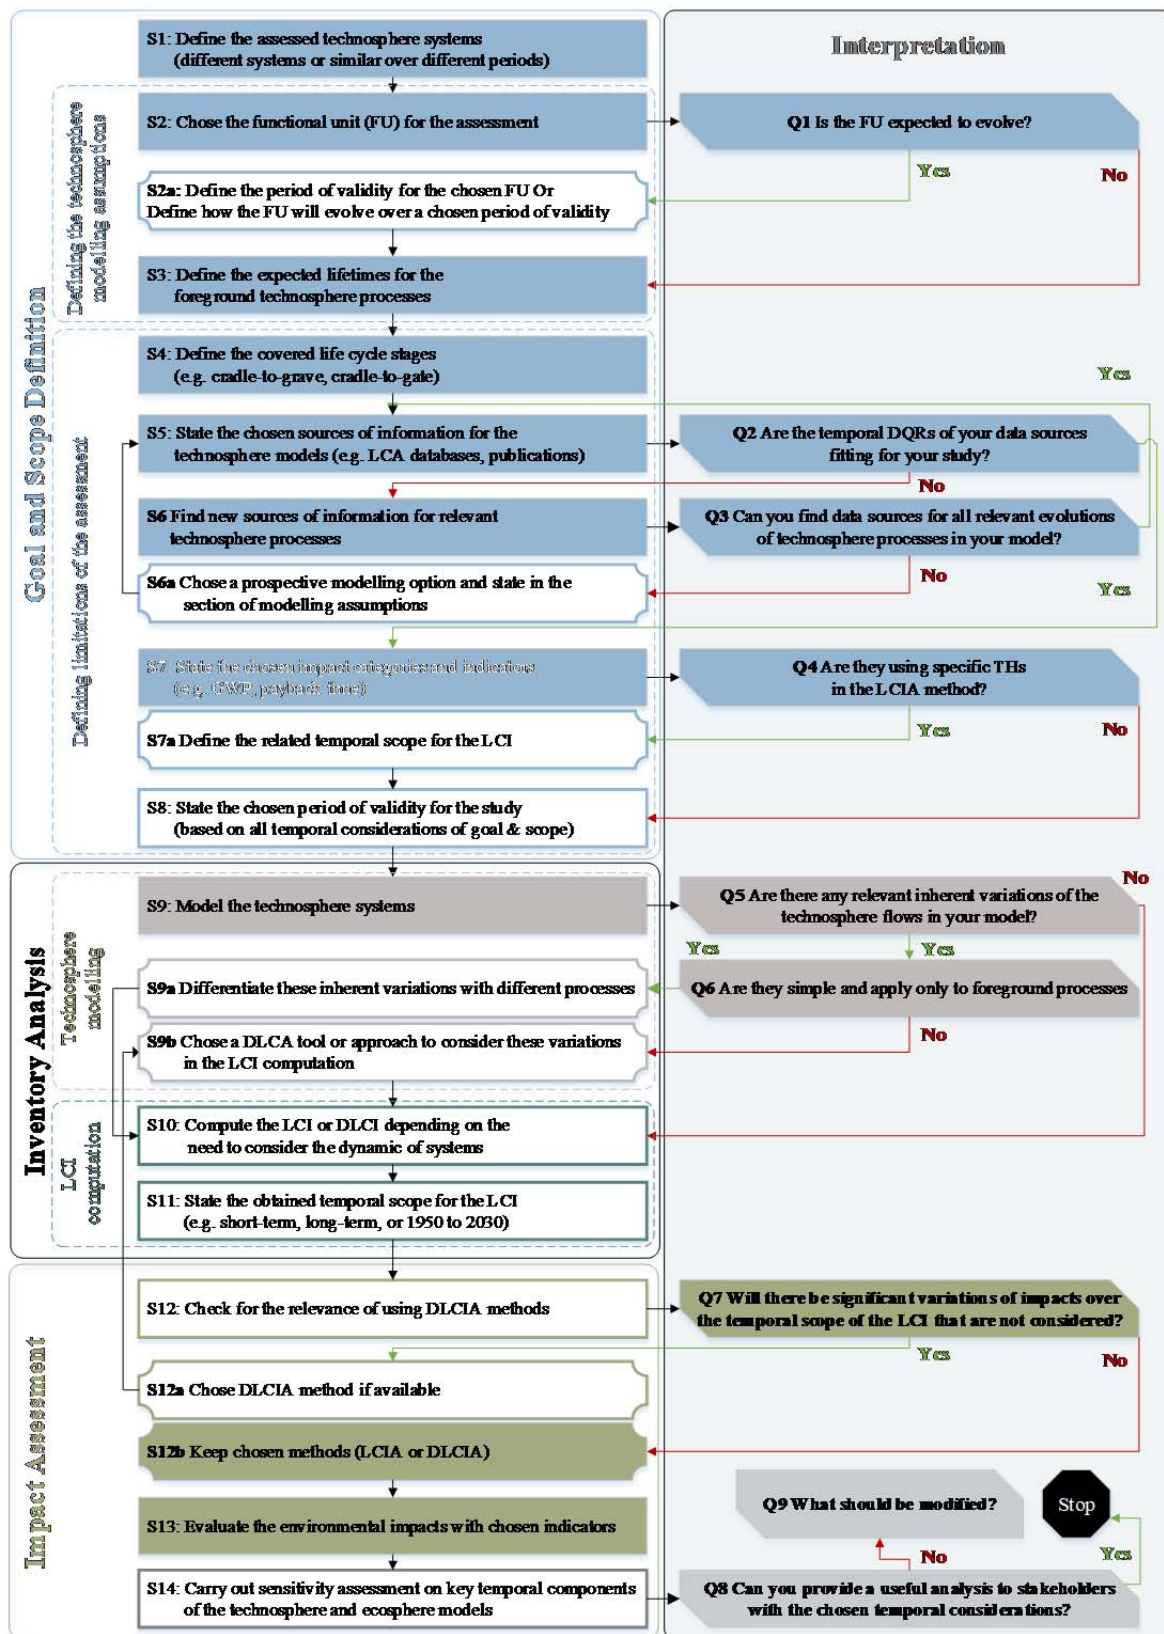 Interpretation
Goal and Scope Definition
Defining the technosphere
modelling assumptions
S1: Define the assessed technosphere systems
(different systems or similar over different periods)
S2: Chose the functional unit (FU) for the assessment
Q1 Is the FU expected to evolve?
Yes
No
S2a: Define the period of validity for the chosen FU Or
Define how the FU will evolve over a chosen period of validity
S3: Define the expected lifetimes for the
foreground technosphere processes
Defining limitations of the assessment
S4: Define the covered life cycle stages
(e.g. cradle-to-grave, cradle-to-gate)
Yes
S5: State the chosen sources of information for the
technosphere models (e.g. LCA databases, publications)
Q2 Are the temporal DQRs of your data sources
fitting for your study?
No
S6 Find new sources of information for relevant
technosphere processes
Q3 Can you find data sources for all relevant evolutions
of technosphere processes in your model?
No
Yes
S6a Chose a prospective modelling option and state in the
section of modelling assumptions
S7 State the chosen impact categories and indicators
(e.g. GWP, payback time)
Q4 Are they using specific THs
in the LCIA method?
Yes
No
S7a Define the related temporal scope for the LCI
S8: State the chosen period of validity for the study
(based on all temporal considerations of goal & scope)
Inventory Analysis
Technosphere
modelling
S9: Model the technosphere systems
Q5 Are there any relevant inherent variations of the
technosphere flows in your model?
No
Yes
Yes
S9a Differentiate these inherent variations with different processes
Q6 Are they simple and apply only to foreground processes
No
S9b Chose a DLCA tool or approach to consider these variations
in the LCI computation
LCI
computation
S10: Compute the LCI or DLCI depending on the
need to consider the dynamic of systems
S11: State the obtained temporal scope for the LCI
(e.g. short-term, long-term, or 1950 to 2030)
Impact Assessment
S12: Check for the relevance of using DLCIA methods
Q7 Will there be significant variations of impacts over
the temporal scope of the LCI that are not considered?
Yes
No
S12a Chose DLCIA method if available
S12b Keep chosen methods (LCIA or DLCIA)
S13: Evaluate the environmental impacts with chosen indicators
Q9 What should be modified?
Stop
No
Yes
S14: Carry out sensitivity assessment on key temporal components
of the technosphere and ecosphere models
Q8 Can you provide a useful analysis to stakeholders
with the chosen temporal considerations?